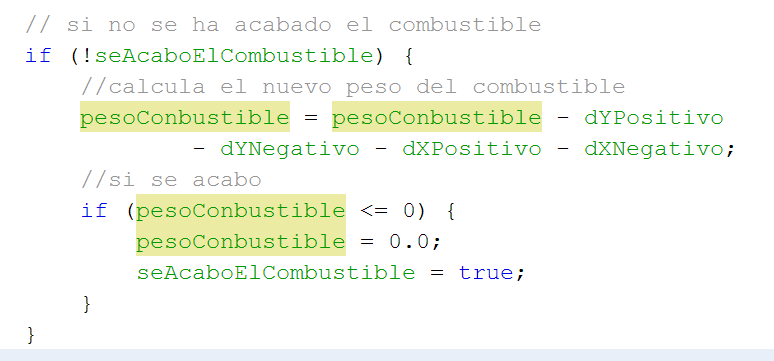 // si no se ha acabado el combustible
if (!seAcaboElCombustible) {
//calcula el nuevo peso del combustible
pesoConbustible = pesoConbustible - dYPositivo
- dYNegativo - dXPositivo - dXNegativo;
//si se acabo
if (pesoConbustible <= 0) {
pesoConbustible = 0.0;
seAcaboElCombustible = true;
}
}